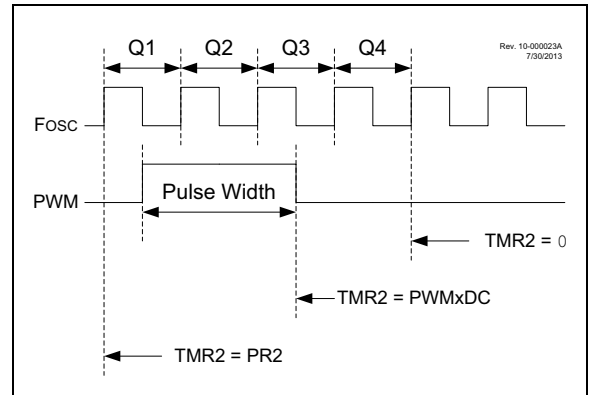 Q1 Q2 Q3 Q4
Rev. 10-000023A
7/30/2013
FOSC
PWM
Pulse Width
TMR2 = 0
TMR2 = PWMxDC
TMR2 = PR2